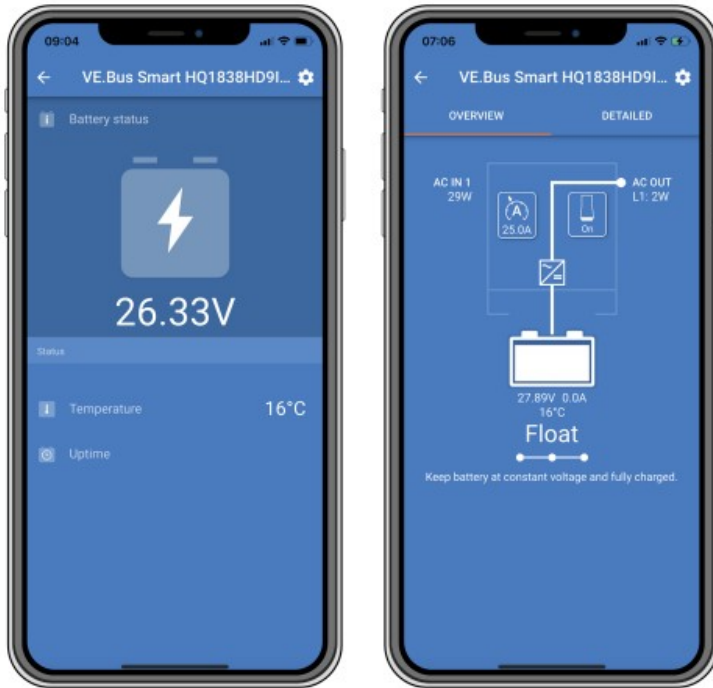 09:04
VE.Bus Smart HQ1838HD9I...
Battery status
26.33V
Status
Temperature 16°C
Uptime
07:06
VE.Bus Smart HQ1838HD9I...
OVERVIEW DETAILED
AC IN 1 AC OUT
29W L1: 2W
A
25.0A On
27.89V 0.0A
16°C
Float
Keep battery at constant voltage and fully charged.